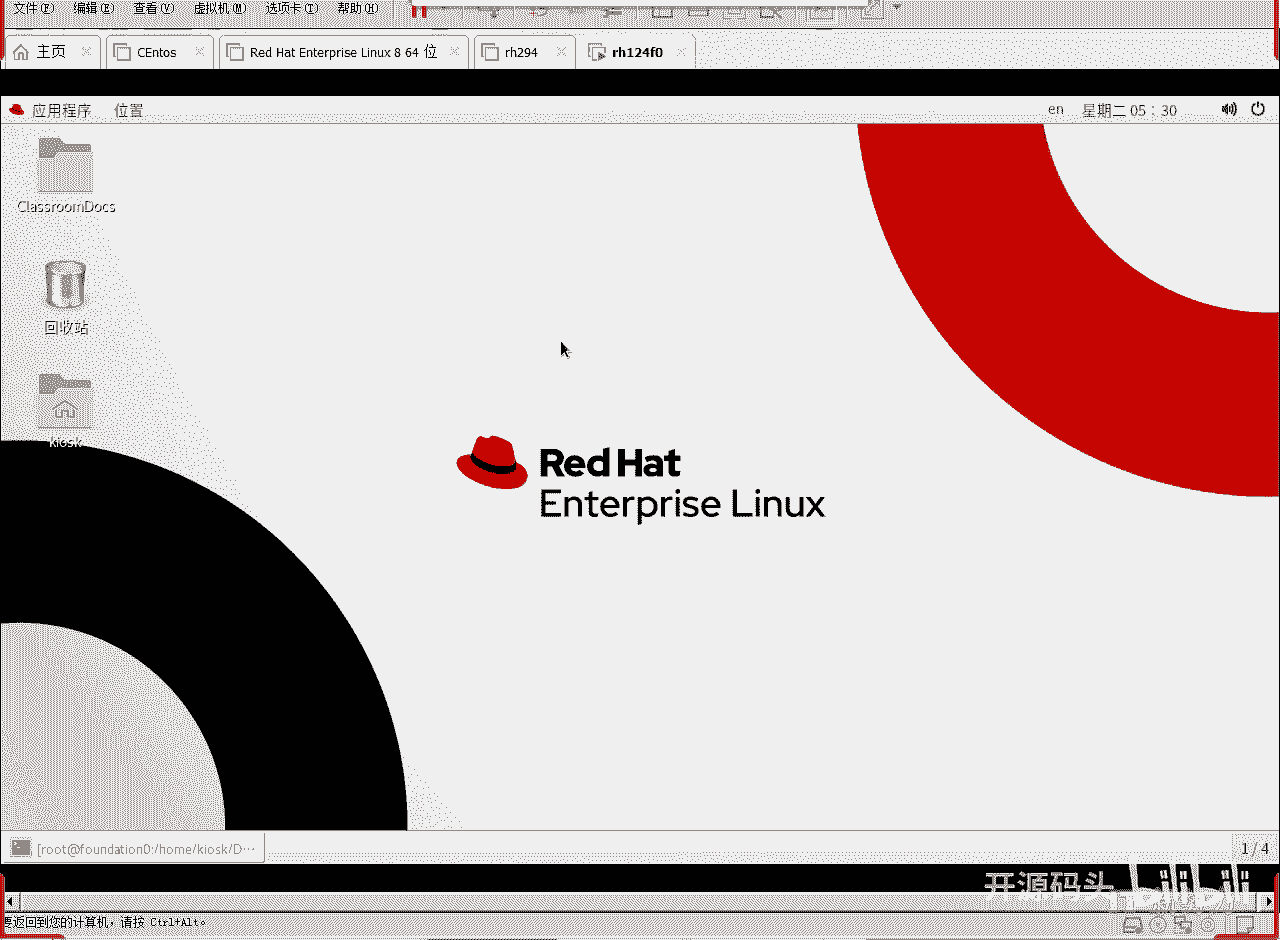 文件(F) 编辑(E) 查看(V) 虚拟机(M) 选项卡(T) 帮助(H)
主页 CEntos Red Hat Enterprise Linux 8 64 位 rh294 rh124f0
应用程序 位置 en 星期二 05：30
ClassroomDocs
回收站
kiosk
Red Hat
Enterprise Linux
[root@foundation0:/home/kiosk/D…
1 / 4
开源码头 bilibili
要返回到您的计算机，请按 Ctrl+Alt。